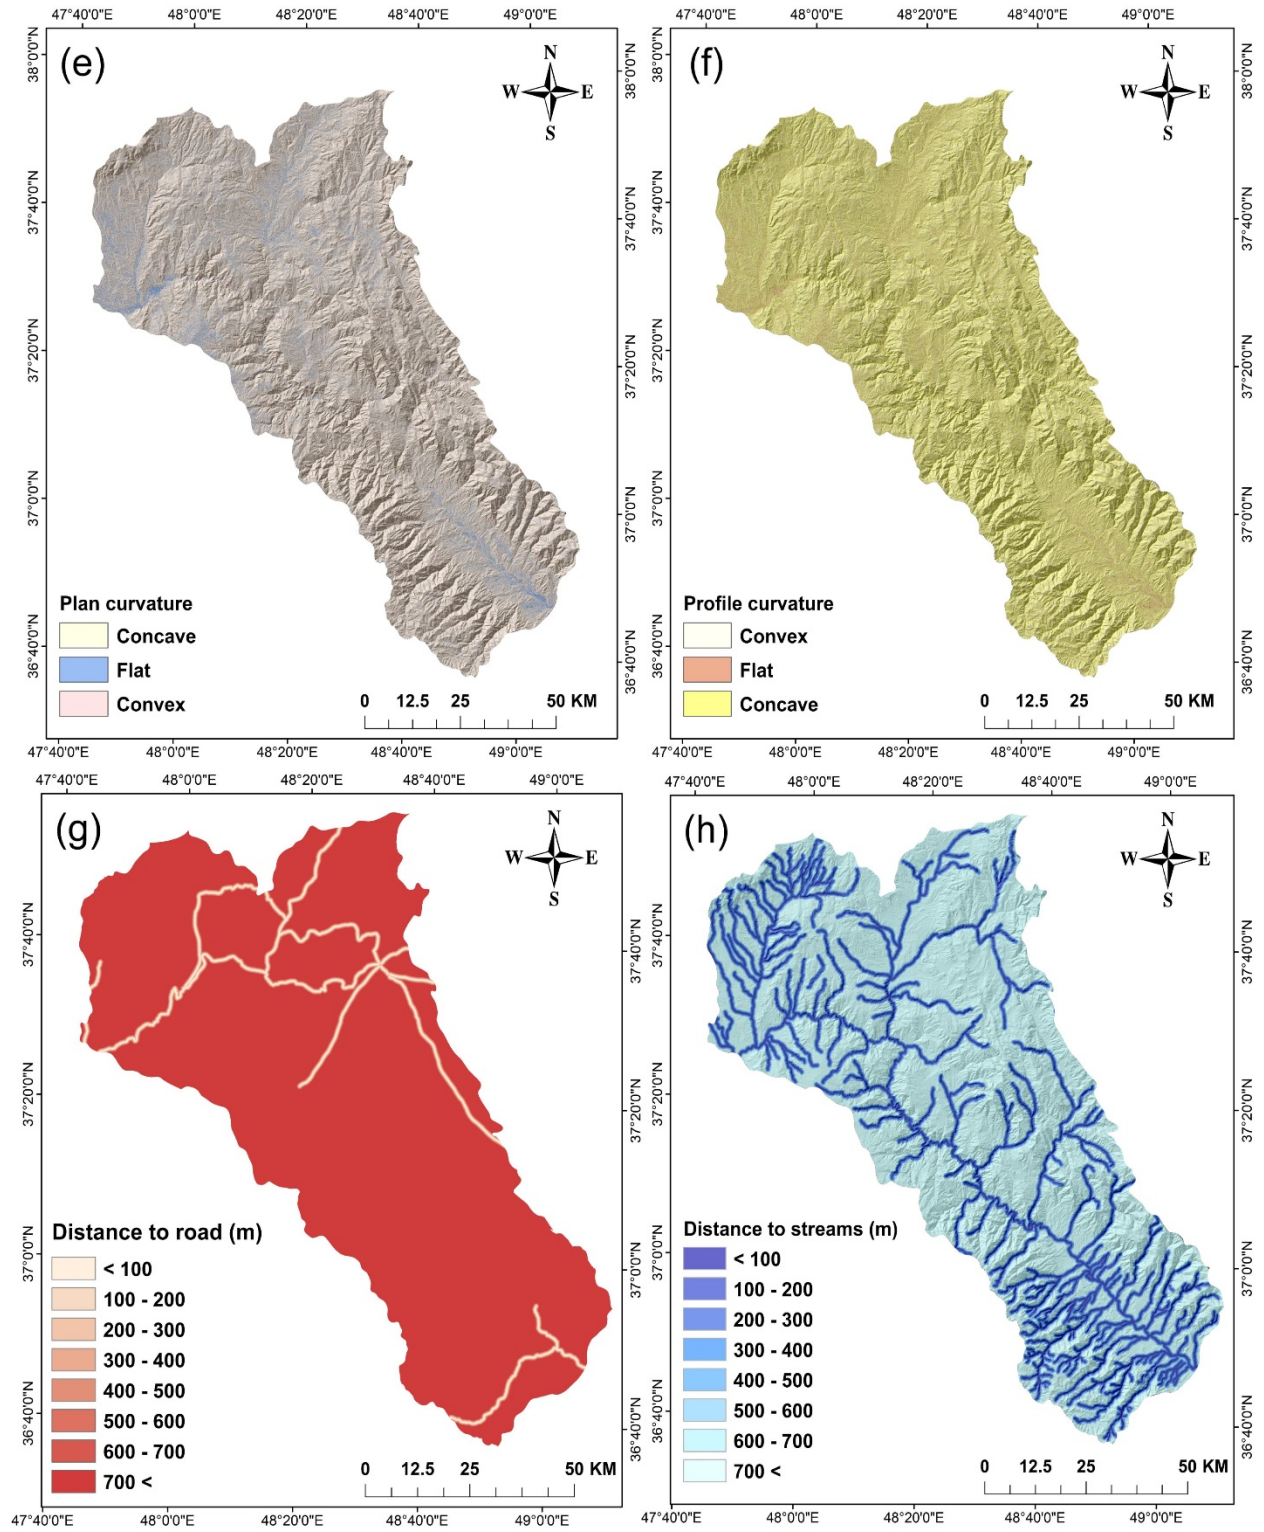 47°40'0"E 48°0'0"E 48°20'0"E 48°40'0"E 49°0'0"E
(e)
N
W E
S
38°0'0"N
37°40'0"N
37°20'0"N
37°0'0"N
36°40'0"N
38°0'0"N
37°40'0"N
37°20'0"N
37°0'0"N
36°40'0"N
Plan curvature
Concave
Flat
Convex
0 12.5 25 50 KM
47°40'0"E 48°0'0"E 48°20'0"E 48°40'0"E 49°0'0"E
47°40'0"E 48°0'0"E 48°20'0"E 48°40'0"E 49°0'0"E
(f)
N
W E
S
38°0'0"N
37°40'0"N
37°20'0"N
37°0'0"N
36°40'0"N
38°0'0"N
37°40'0"N
37°20'0"N
37°0'0"N
36°40'0"N
Profile curvature
Convex
Flat
Concave
0 12.5 25 50 KM
47°40'0"E 48°0'0"E 48°20'0"E 48°40'0"E 49°0'0"E
47°40'0"E 48°0'0"E 48°20'0"E 48°40'0"E 49°0'0"E
(g)
N
W E
S
37°40'0"N
37°20'0"N
37°0'0"N
36°40'0"N
37°40'0"N
37°20'0"N
37°0'0"N
36°40'0"N
Distance to road (m)
< 100
100 - 200
200 - 300
300 - 400
400 - 500
500 - 600
600 - 700
700 <
0 12.5 25 50 KM
47°40'0"E 48°0'0"E 48°20'0"E 48°40'0"E 49°0'0"E
47°40'0"E 48°0'0"E 48°20'0"E 48°40'0"E 49°0'0"E
(h)
N
W E
S
37°40'0"N
37°20'0"N
37°0'0"N
36°40'0"N
37°40'0"N
37°20'0"N
37°0'0"N
36°40'0"N
Distance to streams (m)
< 100
100 - 200
200 - 300
300 - 400
400 - 500
500 - 600
600 - 700
700 <
0 12.5 25 50 KM
47°40'0"E 48°0'0"E 48°20'0"E 48°40'0"E 49°0'0"E